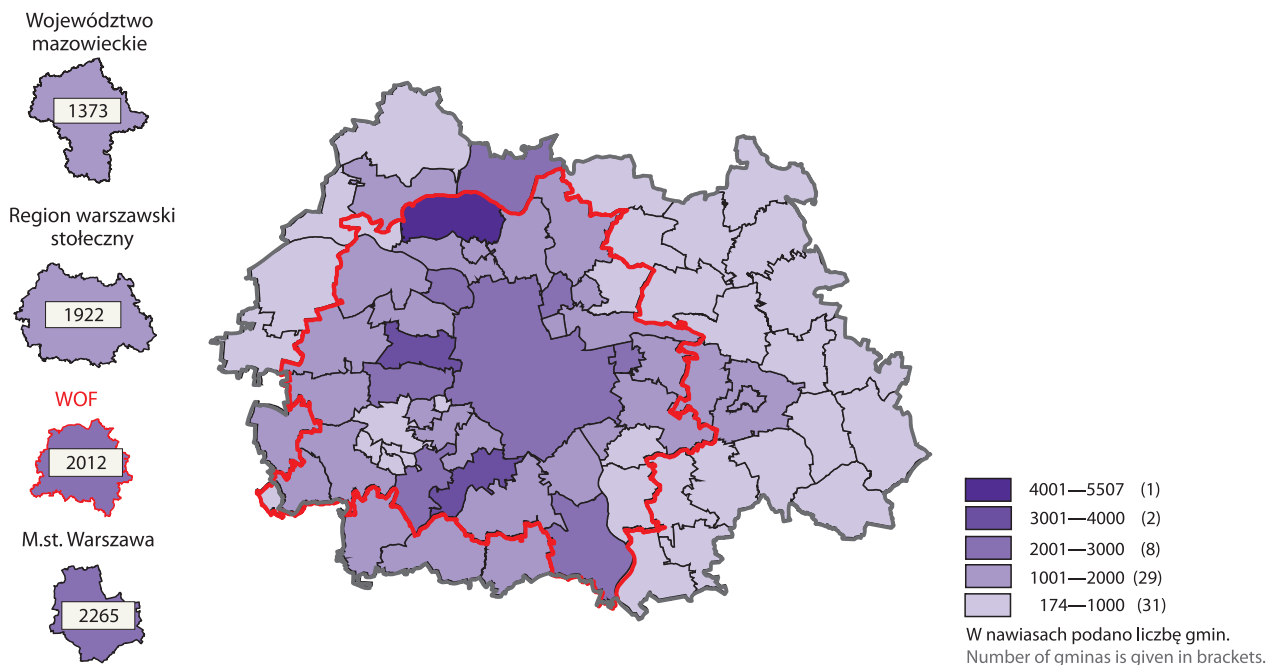 Województwo
mazowieckie
1373
Region warszawski
stołeczny
1922
WOF
2012
M.st. Warszawa
2265
4001—5507 (1)
3001—4000 (2)
2001—3000 (8)
1001—2000 (29)
174—1000 (31)
W nawiasach podano liczbę gmin.
Number of gminas is given in brackets.